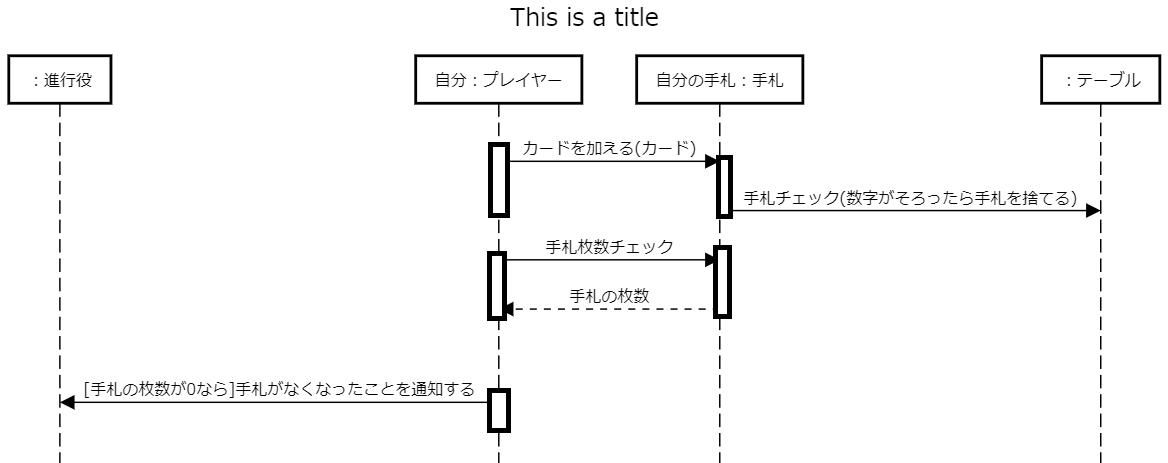 This is a title
：進行役
自分：プレイヤー
自分の手札：手札
：テーブル
カードを加える(カード)
手札チェック(数字がそろったら手札を捨てる)
手札枚数チェック
手札の枚数
[手札の枚数が0なら]手札がなくなったことを通知する